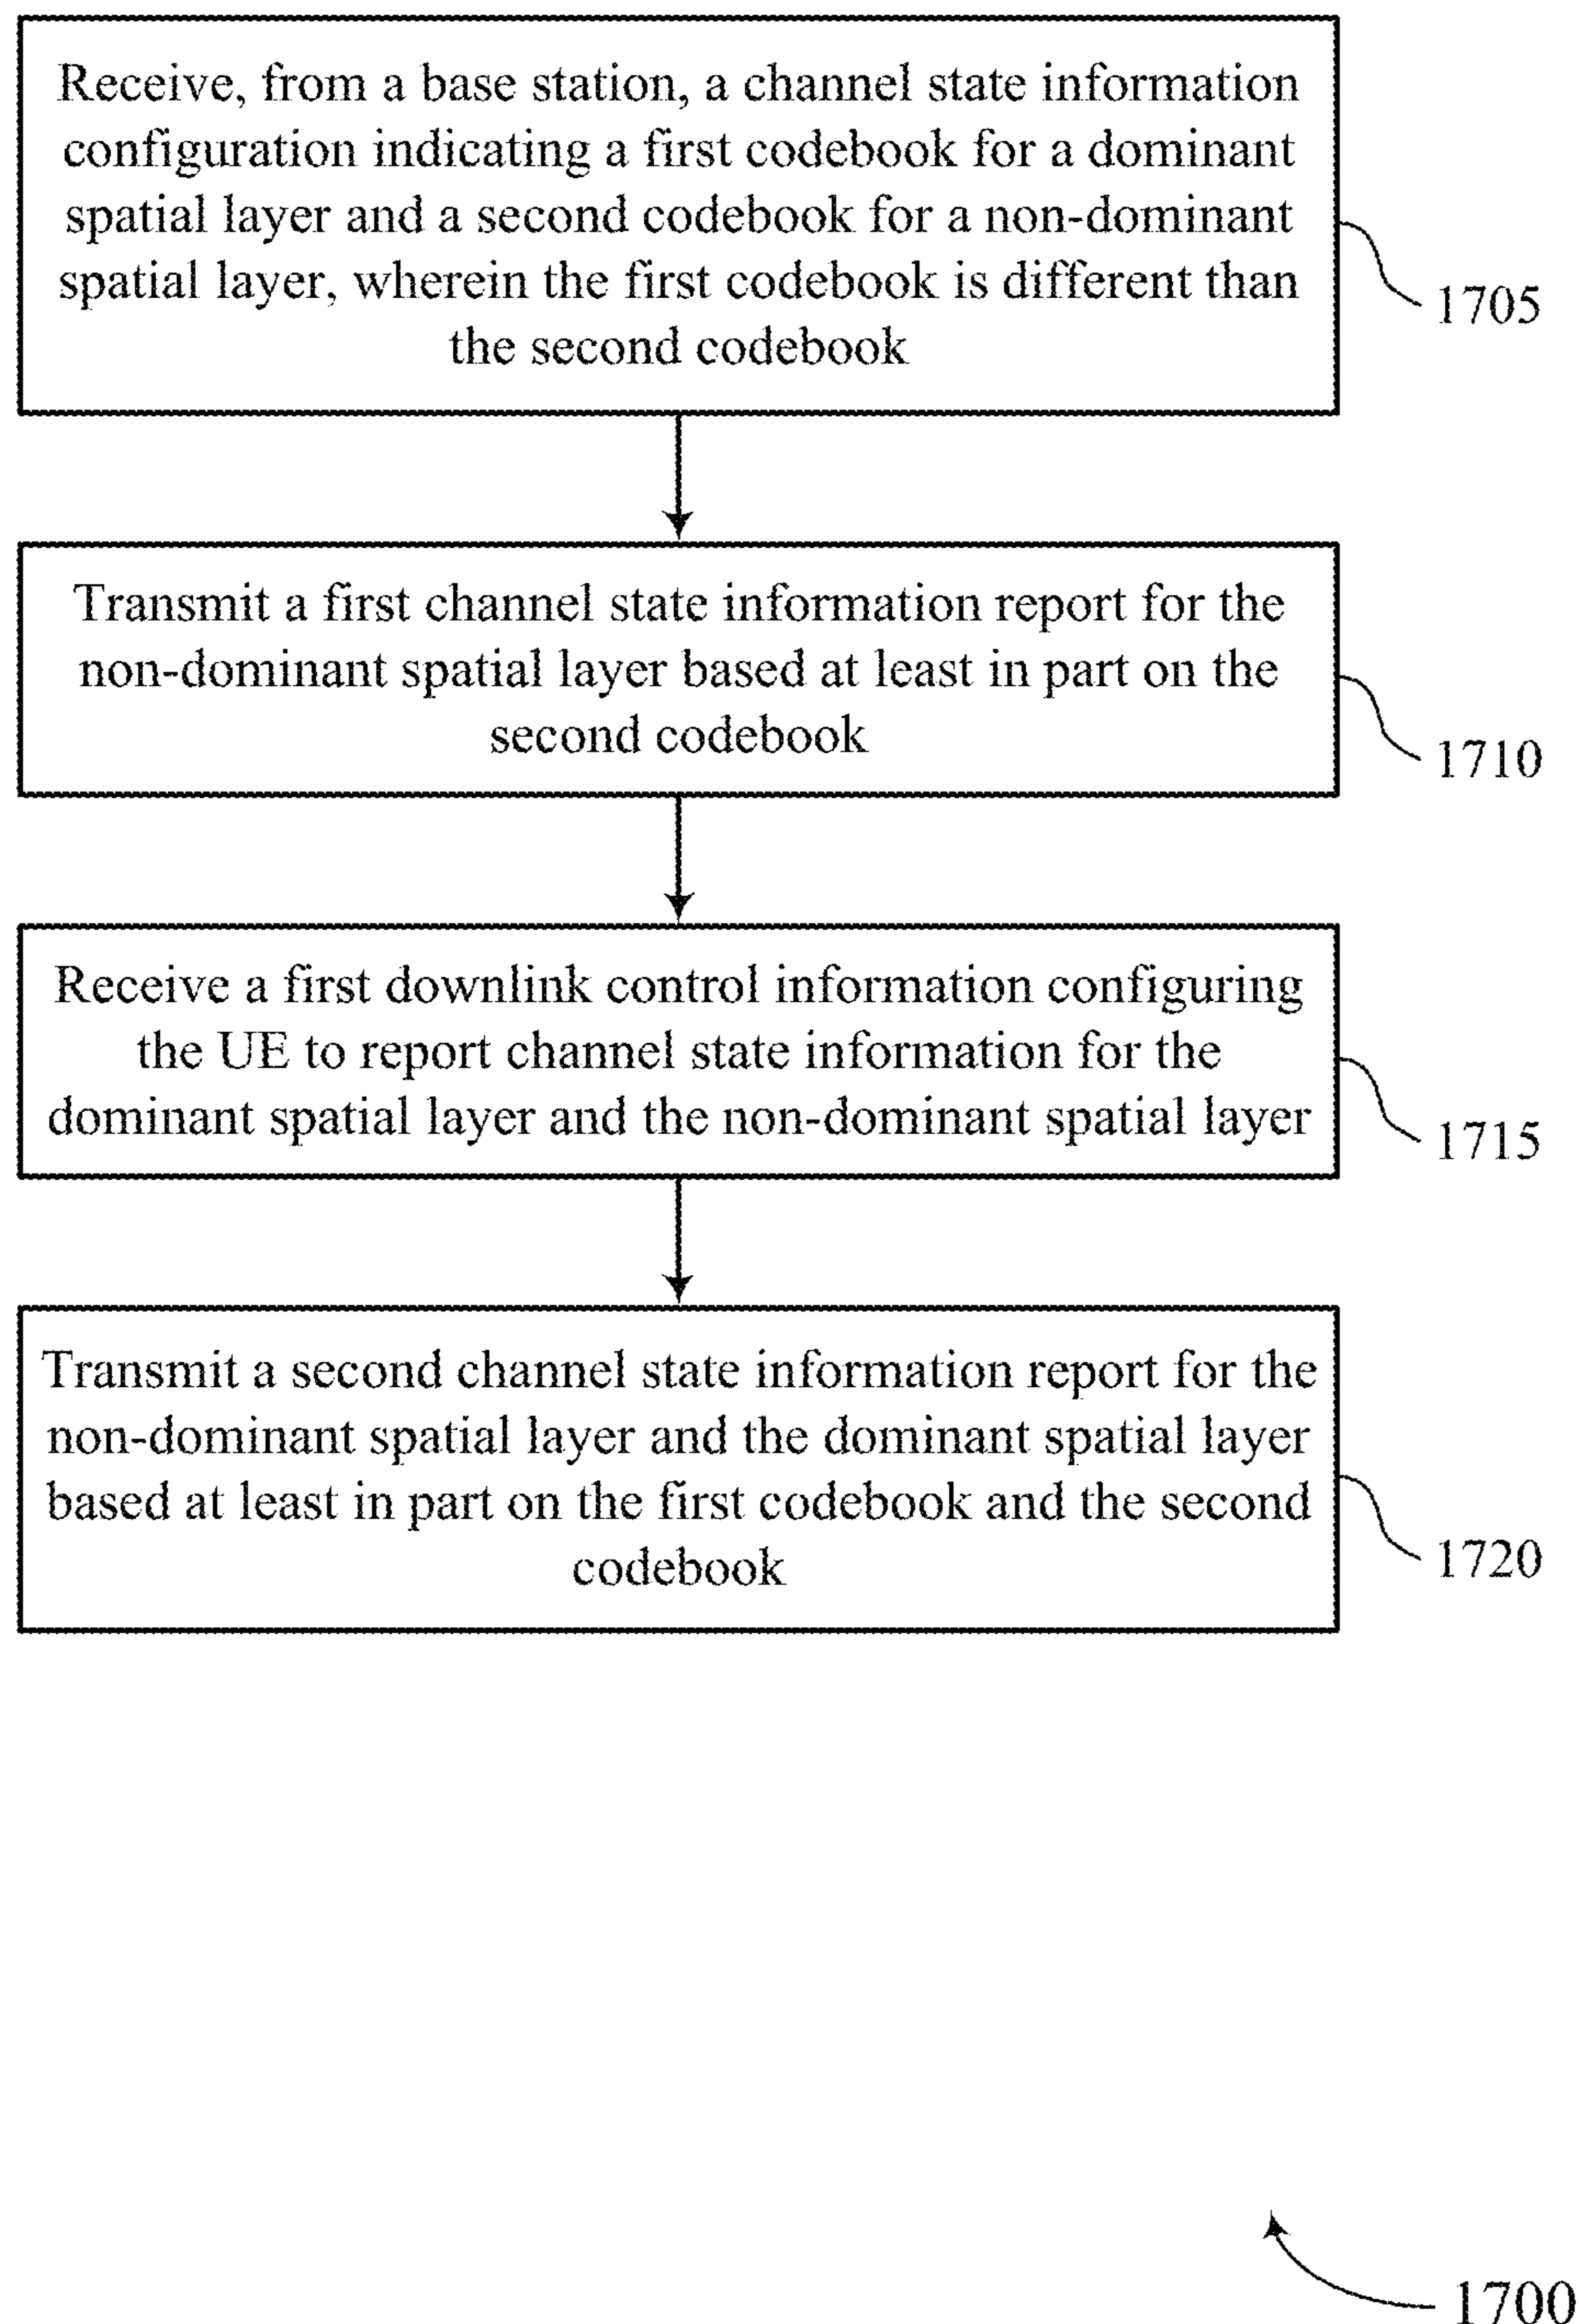 Receive, from a base station, a channel state information
configuration indicating a first codebook for a dominant
spatial layer and a second codebook for a non-dominant
spatial layer, wherein the first codebook is different than
the second codebook
1705
Transmit a first channel state information report for the
non-dominant spatial layer based at least in part on the
second codebook
1710
Receive a first downlink control information configuring
the UE to report channel state information for the
dominant spatial layer and the non-dominant spatial layer
1715
Transmit a second channel state information report for the
non-dominant spatial layer and the dominant spatial layer
based at least in part on the first codebook and the second
codebook
1720
1700